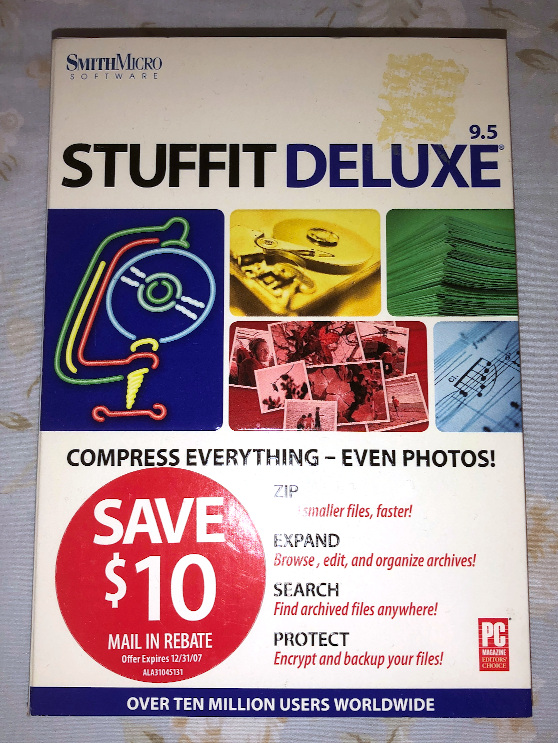 SMITHMICRO
SOFTWARE
9.5
STUFFIT DELUXE®
COMPRESS EVERYTHING – EVEN PHOTOS!
SAVE
$10
MAIL IN REBATE
Offer Expires 12/31/07
ALA31045131
ZIP
smaller files, faster!
EXPAND
Browse, edit, and organize archives!
SEARCH
Find archived files anywhere!
PROTECT
Encrypt and backup your files!
PC
MAGAZINE
EDITORS'
CHOICE
OVER TEN MILLION USERS WORLDWIDE